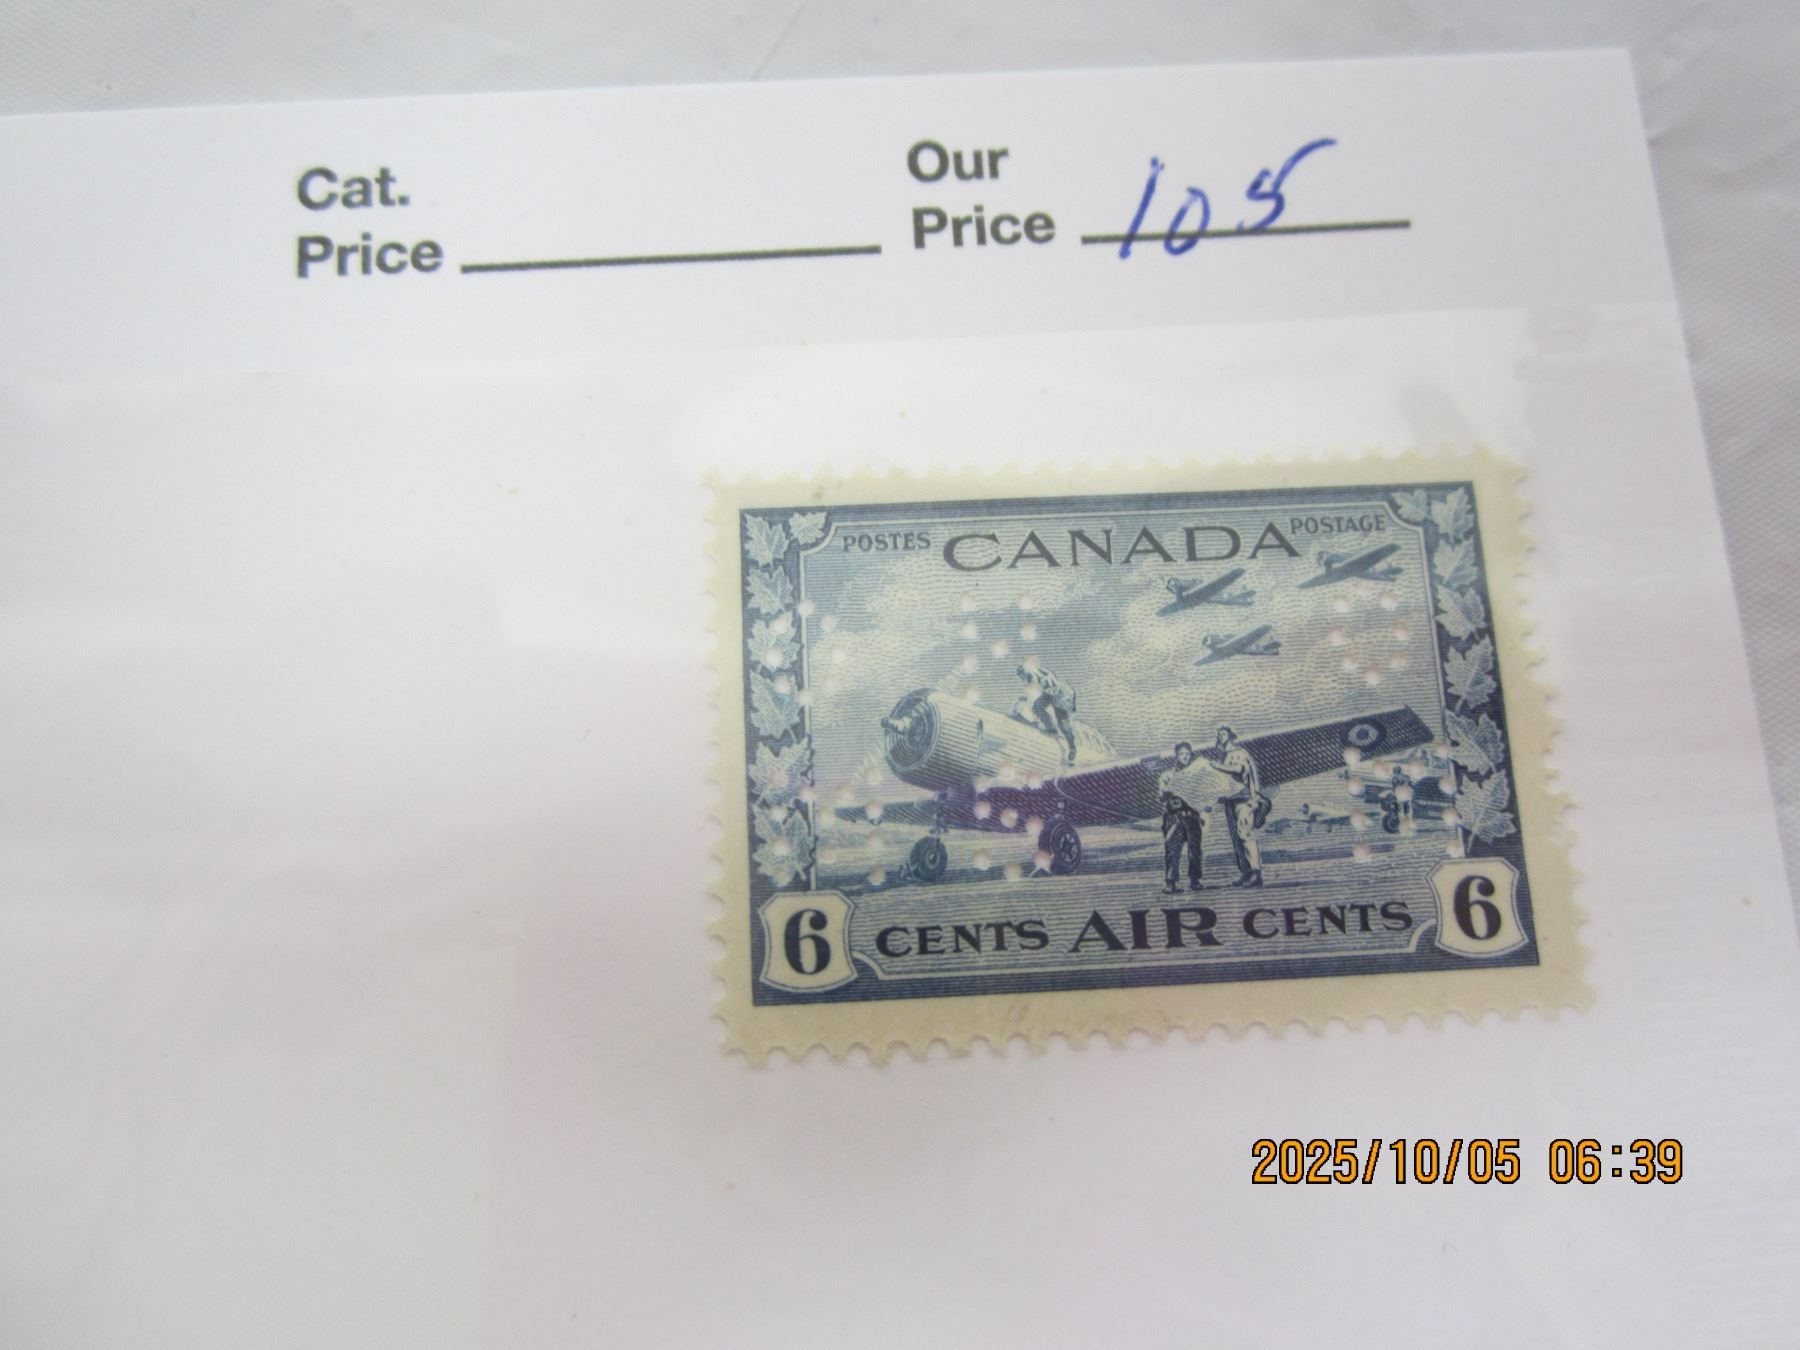 Cat.
Price
Our
Price 105
POSTES CANADA POSTAGE
6 CENTS AIR CENTS 6
2025/10/05 06:39